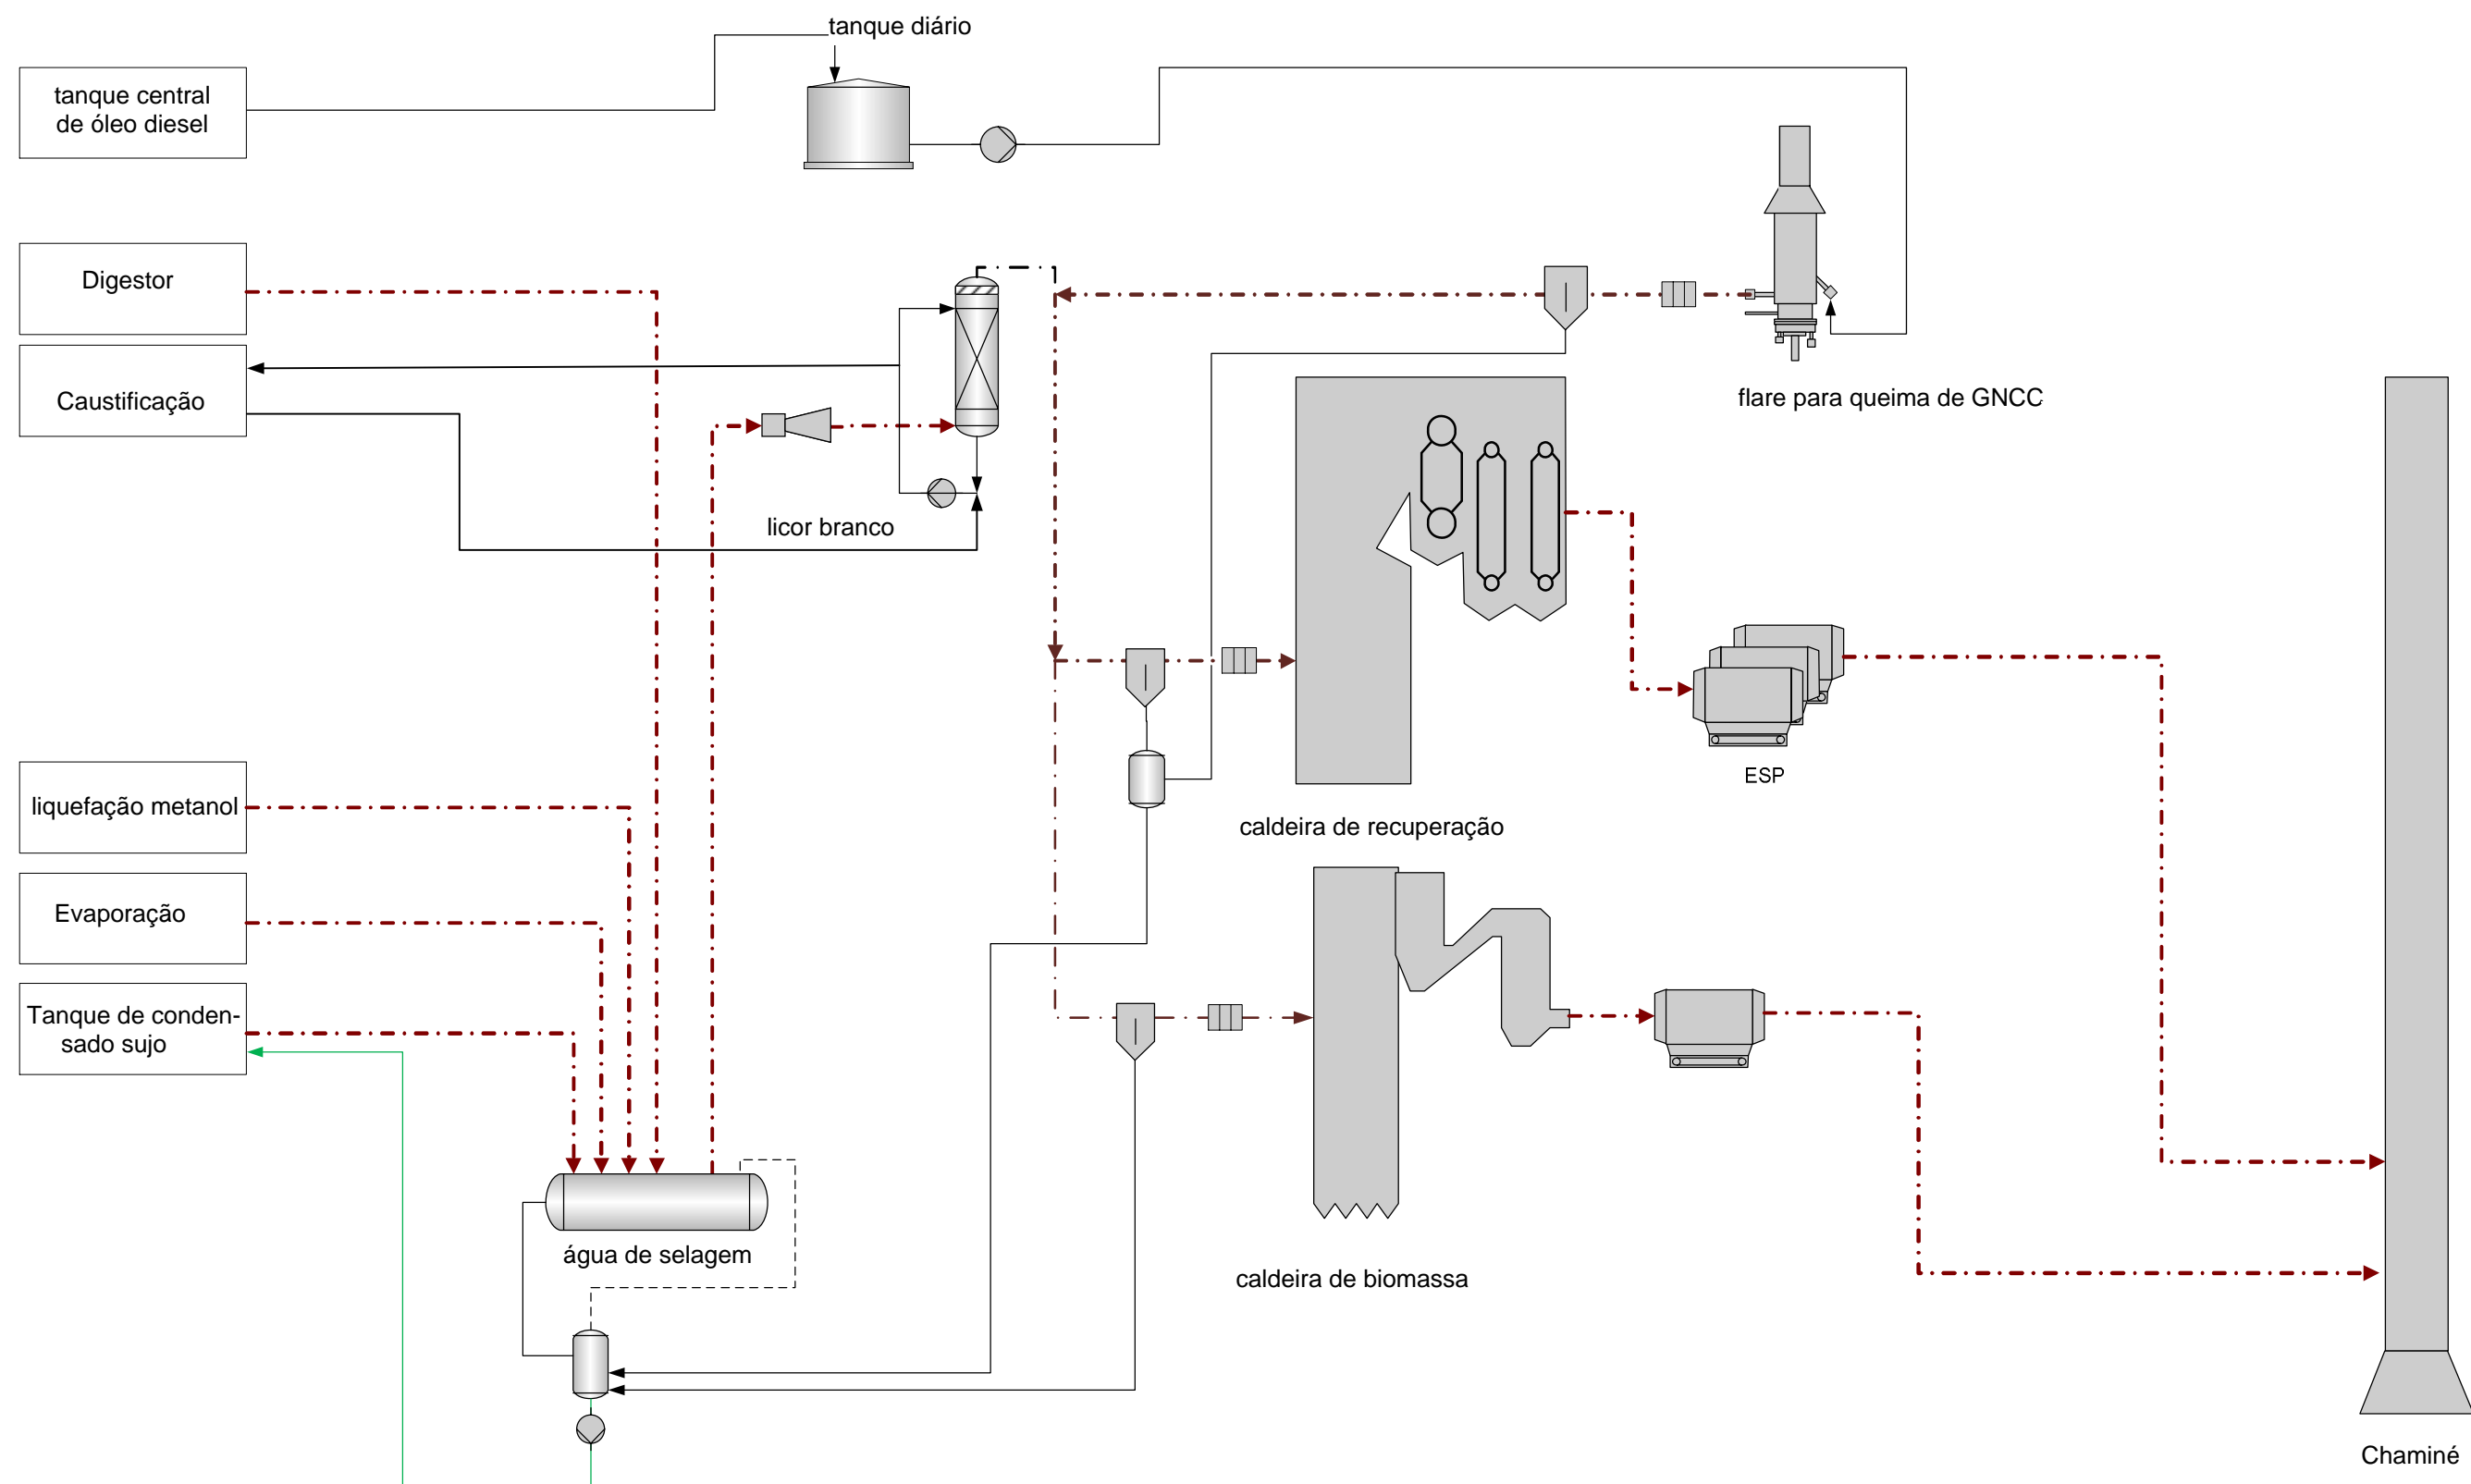 tanque diário
tanque central
de óleo diesel
Digestor
Caustificação
flare para queima de GNCC
licor branco
ESP
liquefação metanol
caldeira de recuperação
Evaporação
Tanque de conden-
sado sujo
água de selagem
caldeira de biomassa
Chaminé